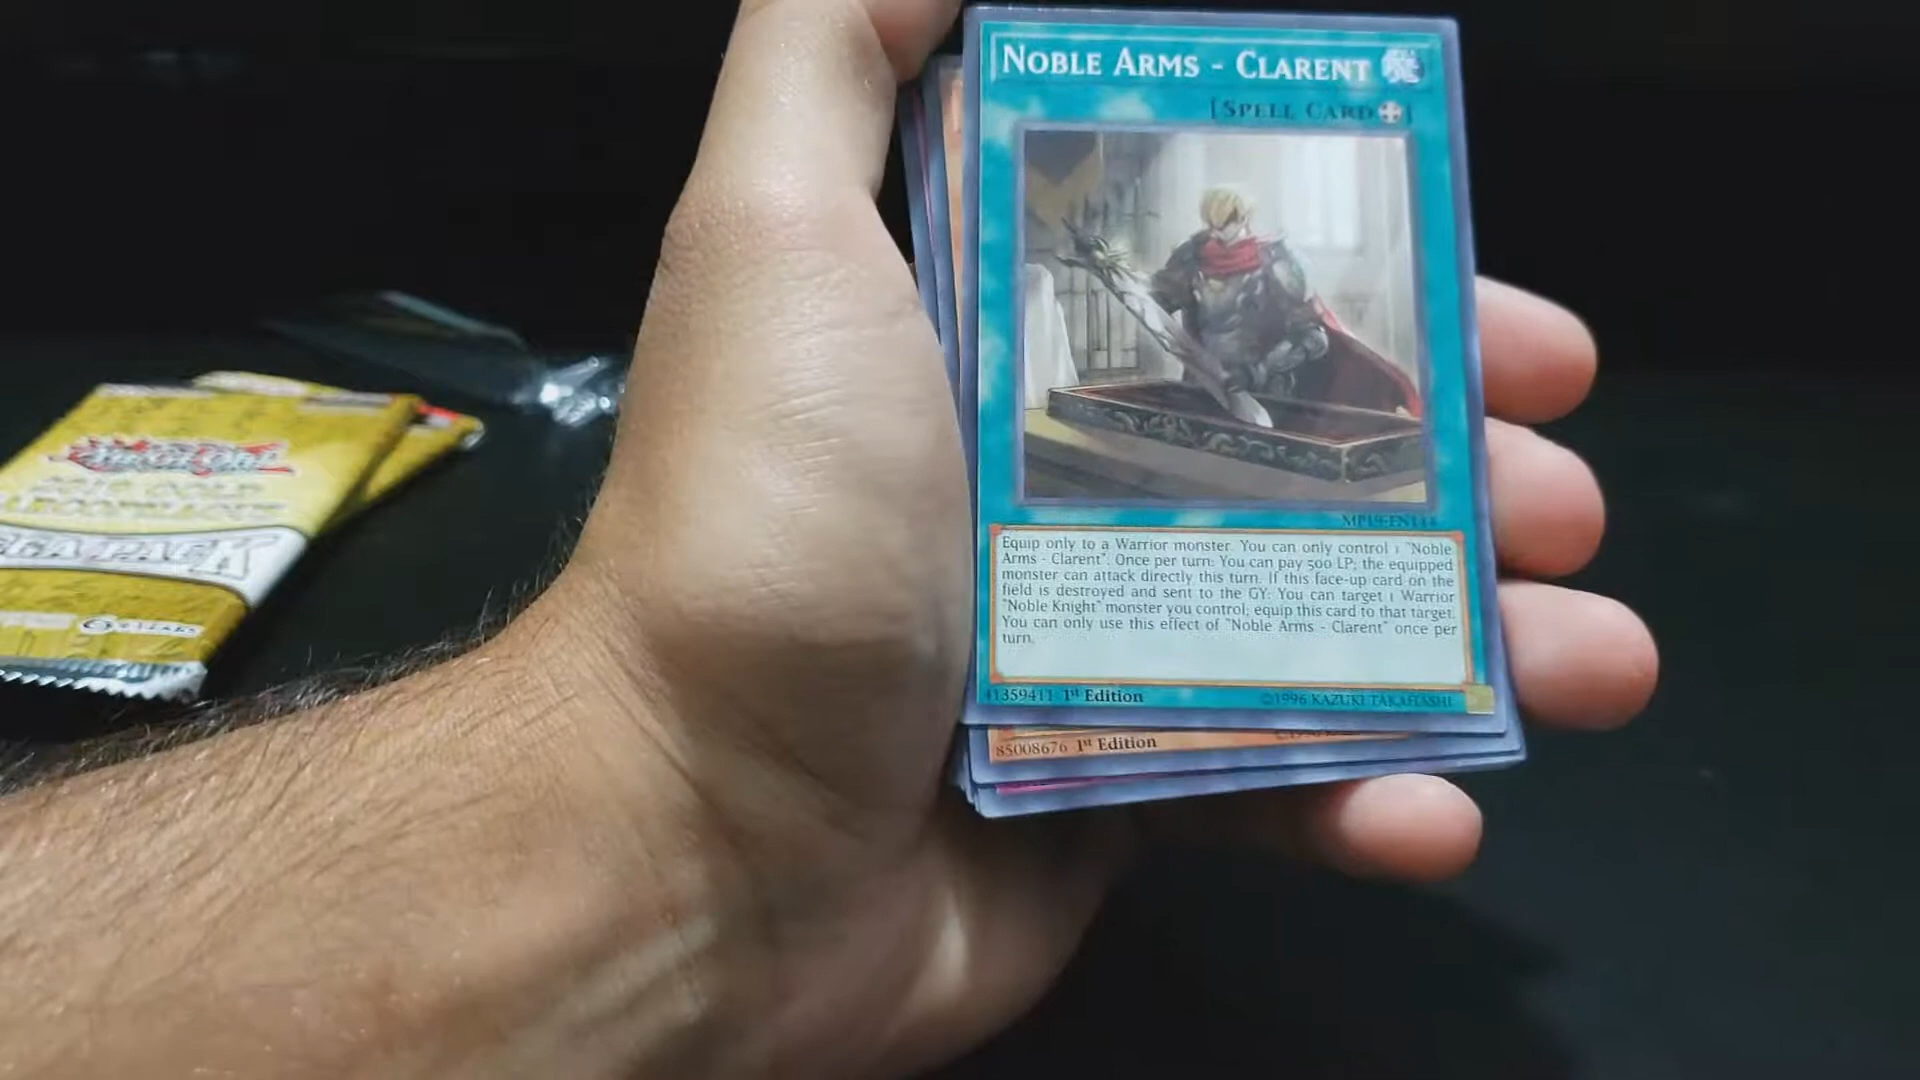 NOBLE ARMS - CLARENT
[SPELL CARD]
MP19-EN144
Equip only to a Warrior monster. You can only control 1 "Noble
Arms - Clarent". Once per turn: You can pay 500 LP; the equipped
monster can attack directly this turn. If this face-up card on the
field is destroyed and sent to the GY: You can target 1 Warrior
"Noble Knight" monster you control; equip this card to that target.
You can only use this effect of "Noble Arms - Clarent" once per
turn.
41359411 1st Edition
©1996 KAZUKI TAKAHASHI
85008676 1st Edition
MEGA PACK